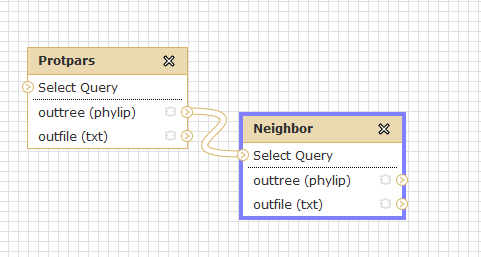 Protpars
Select Query
outtree (phylip)
outfile (txt)
Neighbor
Select Query
outtree (phylip)
outfile (txt)